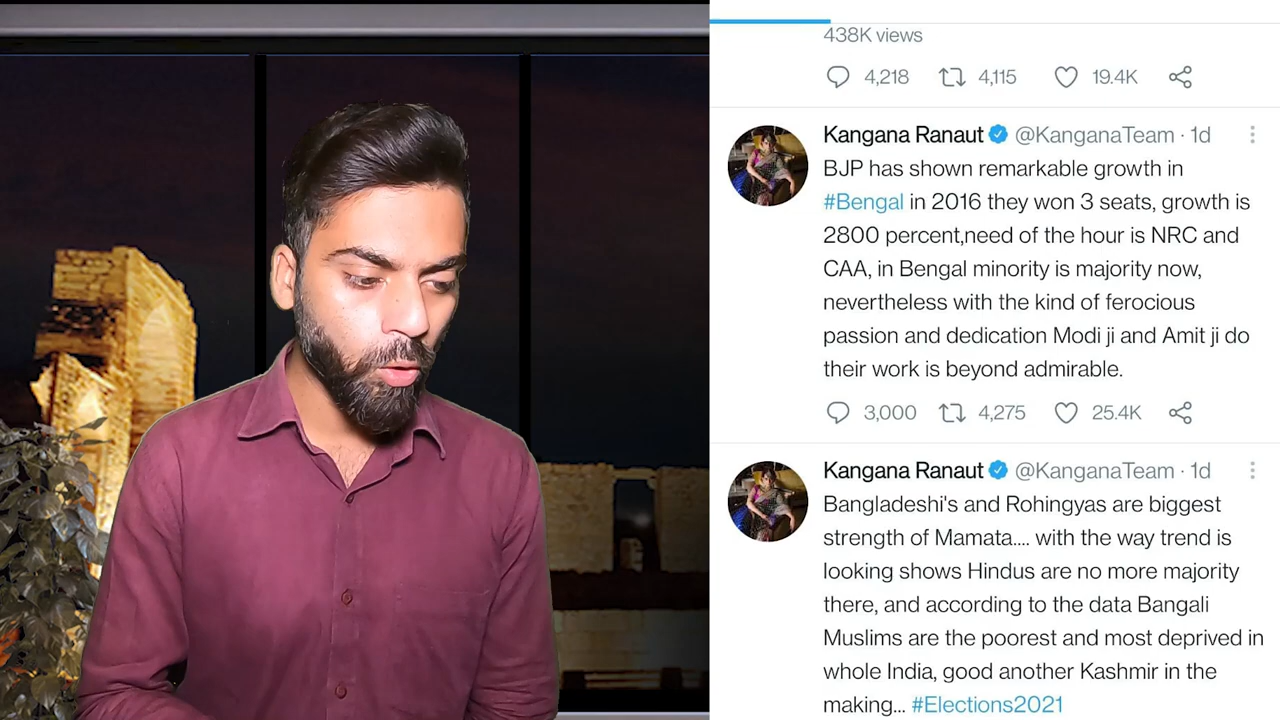 438K views
4,218 4,115 19.4K
Kangana Ranaut @KanganaTeam · 1d
BJP has shown remarkable growth in
#Bengal in 2016 they won 3 seats, growth is
2800 percent,need of the hour is NRC and
CAA, in Bengal minority is majority now,
nevertheless with the kind of ferocious
passion and dedication Modi ji and Amit ji do
their work is beyond admirable.
3,000 4,275 25.4K
Kangana Ranaut @KanganaTeam · 1d
Bangladeshi's and Rohingyas are biggest
strength of Mamata.... with the way trend is
looking shows Hindus are no more majority
there, and according to the data Bangali
Muslims are the poorest and most deprived in
whole India, good another Kashmir in the
making... #Elections2021